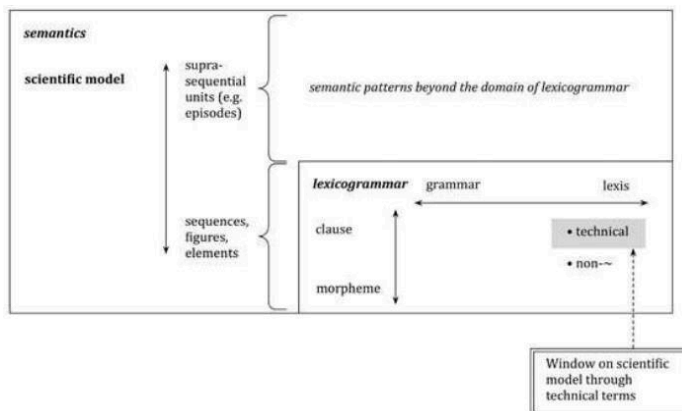 semantics
scientific model
supra-
sequential
units (e.g.
episodes)
semantic patterns beyond the domain of lexicogrammar
sequences,
figures,
elements
lexicogrammar grammar lexis
clause
• technical
• non-~
morpheme
Window on scientific
model through
technical terms